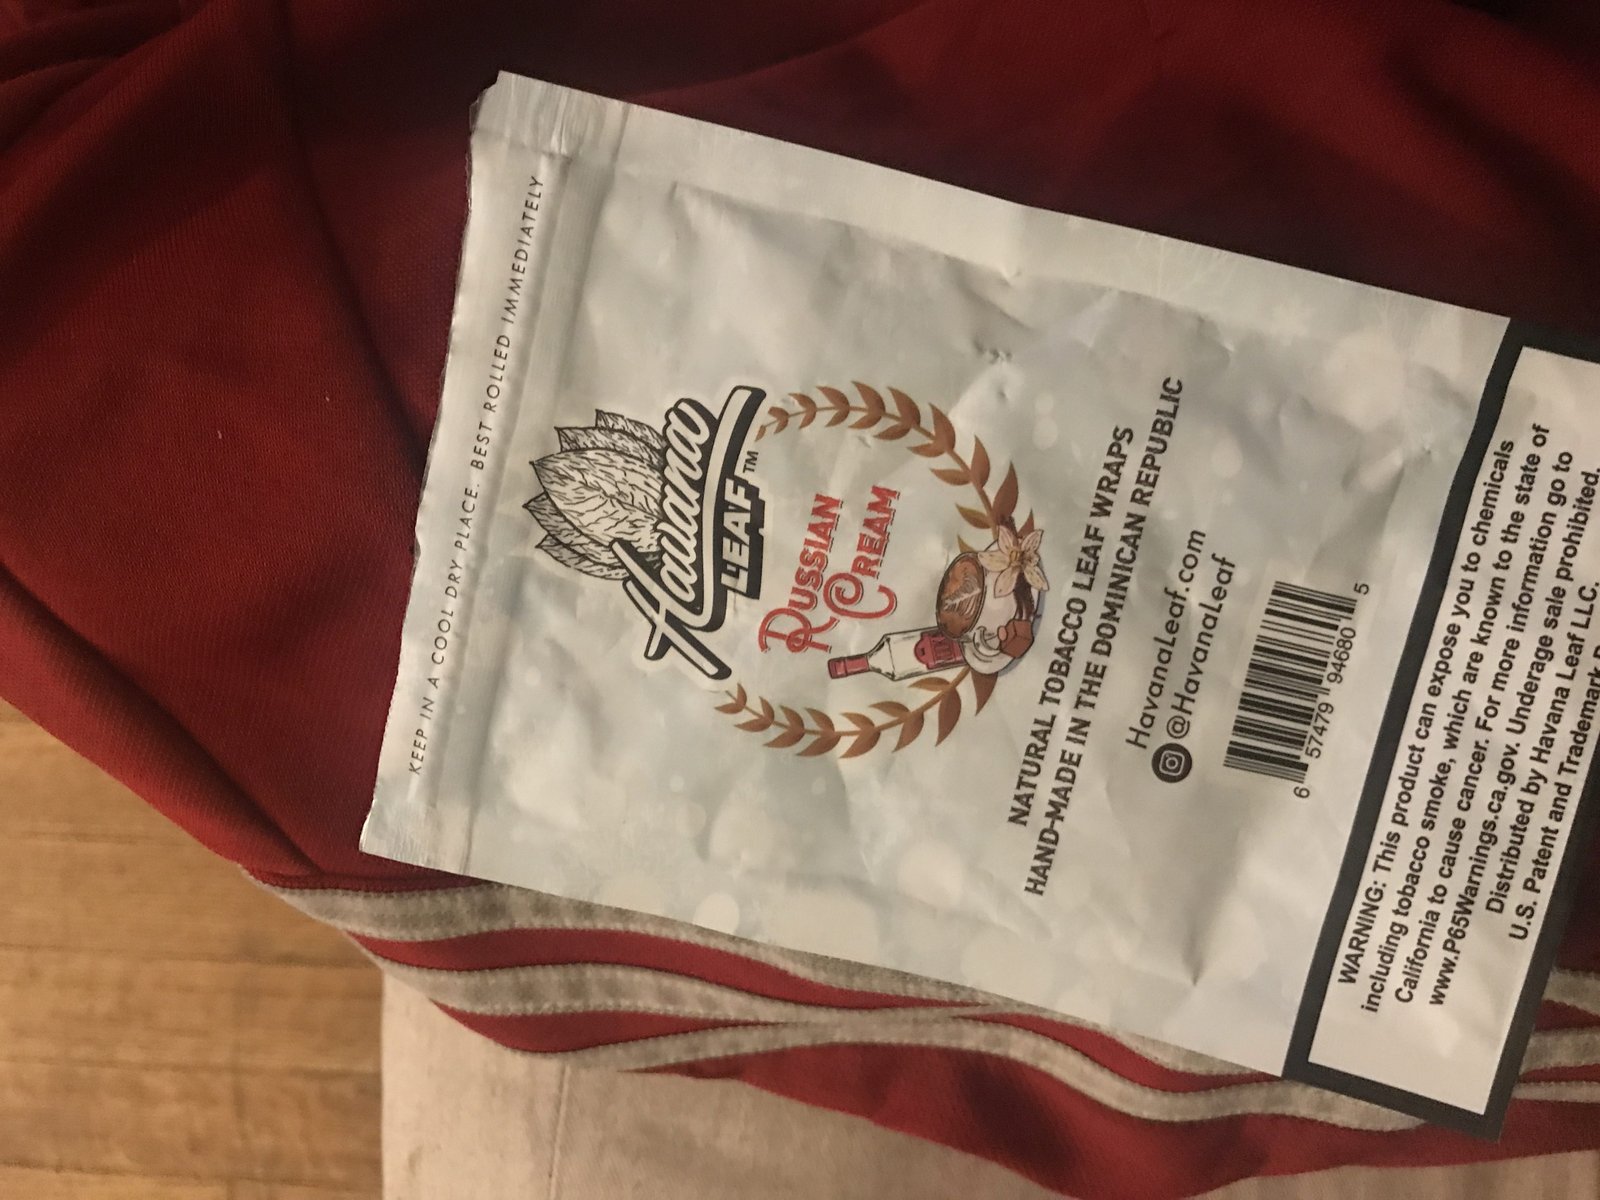 KEEP IN A COOL DRY PLACE. BEST ROLLED IMMEDIATELY
Havana
LEAF™
RUSSIAN
CREAM
NATURAL TOBACCO LEAF WRAPS
HAND-MADE IN THE DOMINICAN REPUBLIC
HavanaLeaf.com
@HavanaLeaf
6 57479 94680 5
WARNING: This product can expose you to chemicals
including tobacco smoke, which are known to the state of
California to cause cancer. For more information go to
www.P65Warnings.ca.gov. Underage sale prohibited.
Distributed by Havana Leaf LLC.
U.S. Patent and Trademark